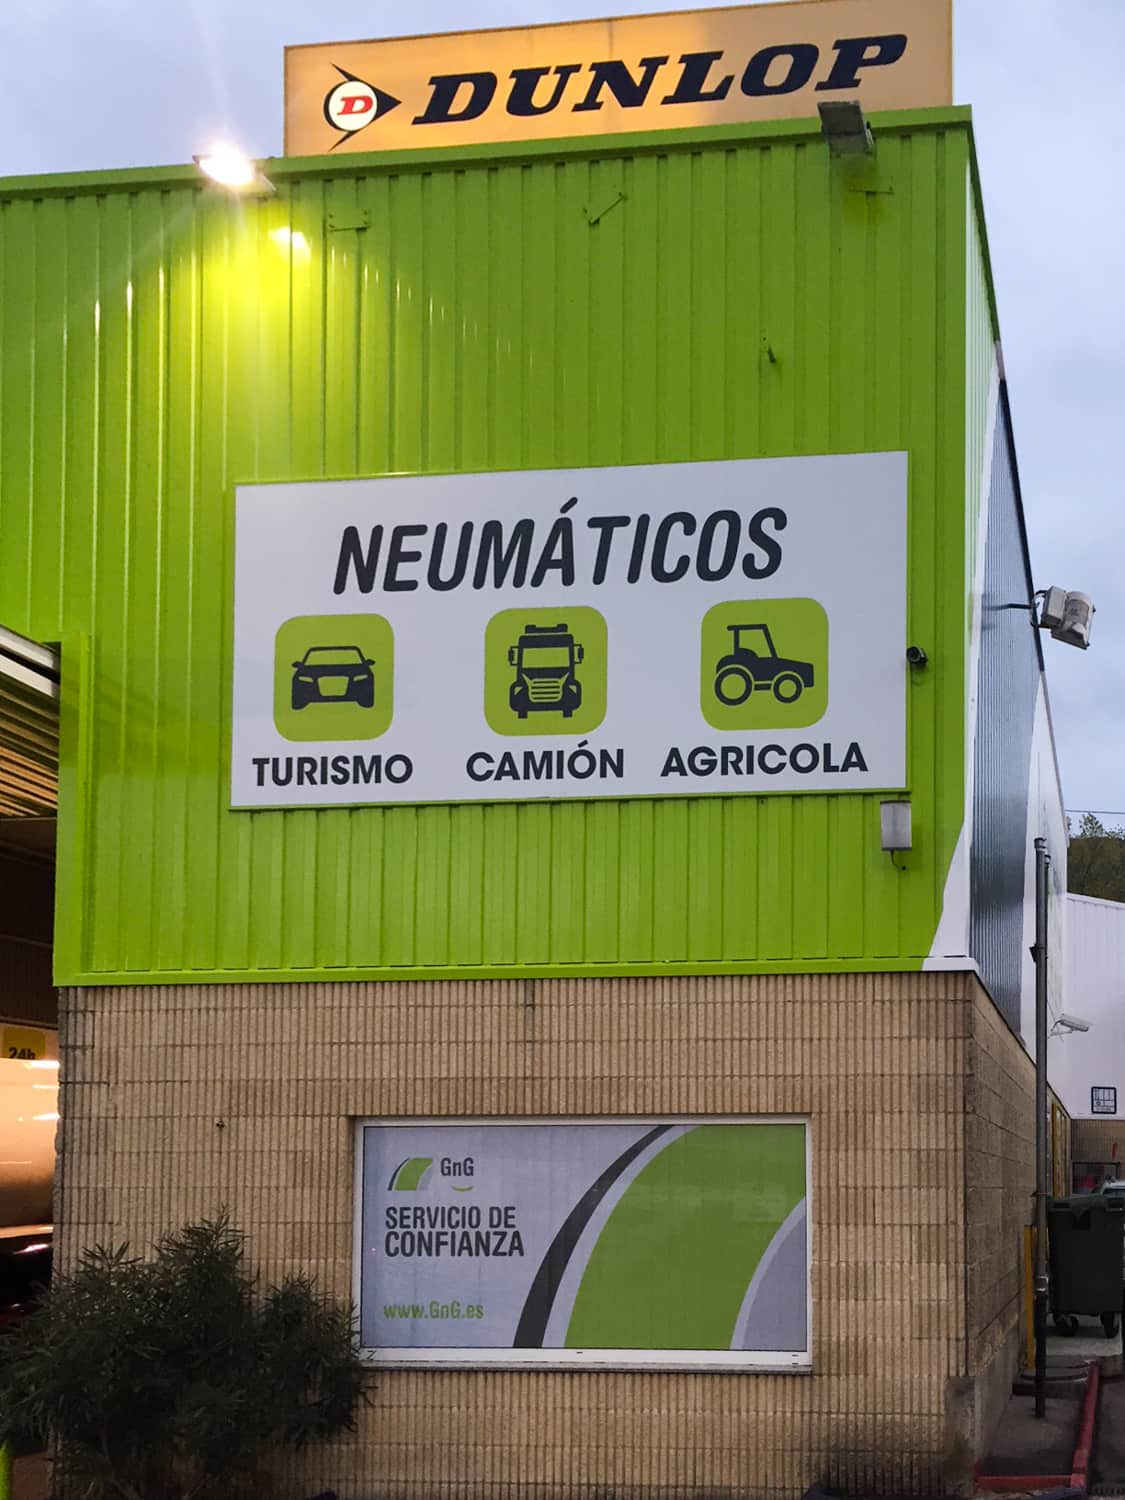 D DUNLOP
NEUMÁTICOS
TURISMO CAMIÓN AGRICOLA
24h
GnG
SERVICIO DE
CONFIANZA
www.GnG.es